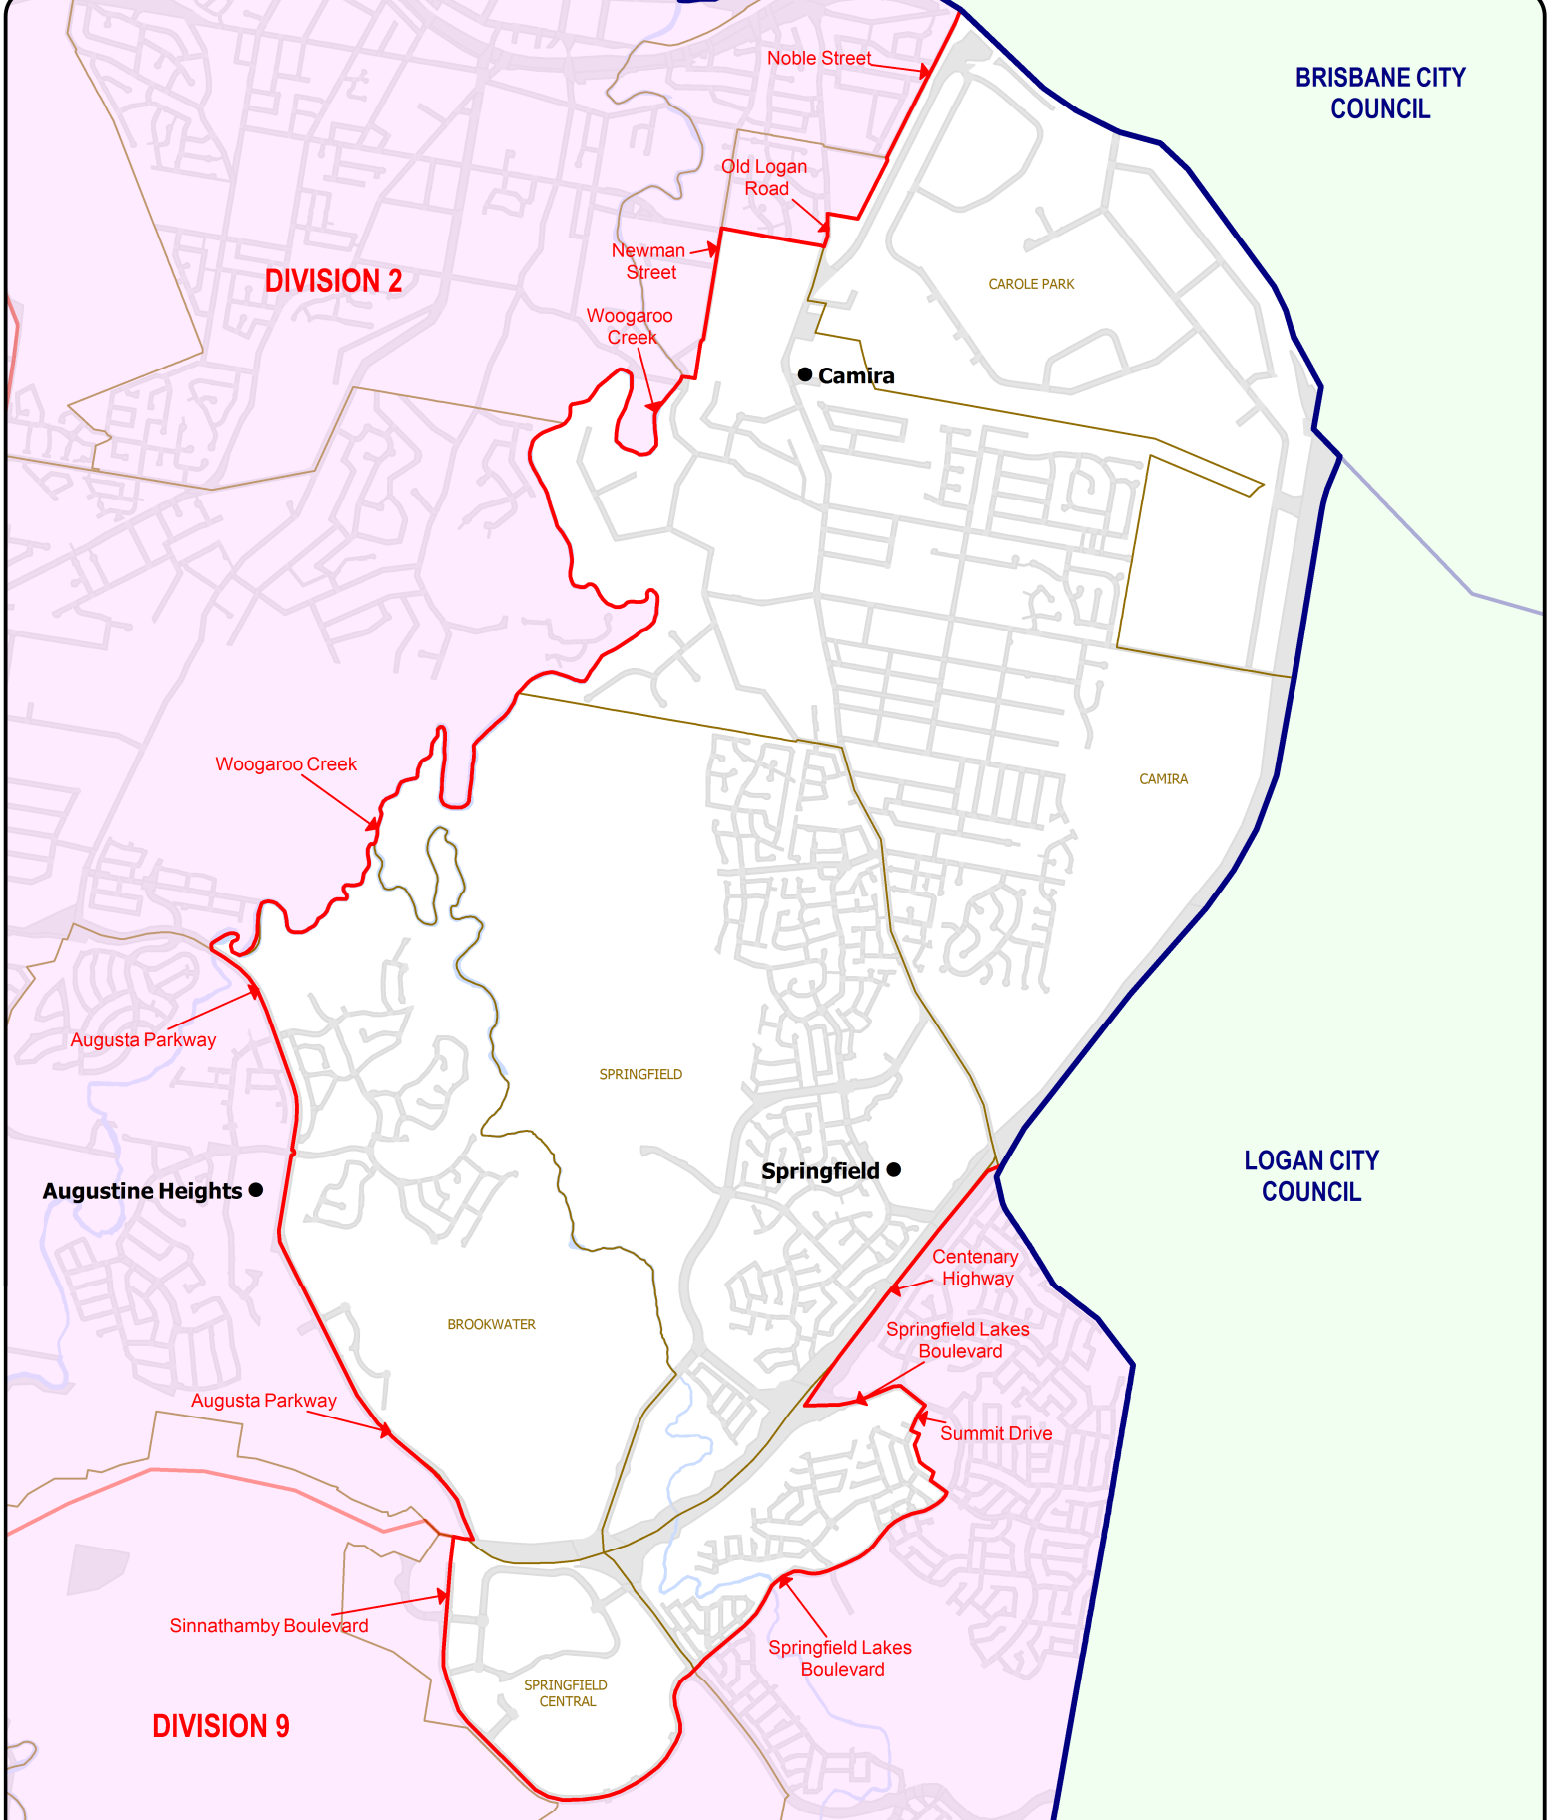 Noble Street
BRISBANE CITY
COUNCIL
Old Logan
Road
Newman
Street
DIVISION 2
CAROLE PARK
Woogaroo
Creek
Camira
Woogaroo Creek
CAMIRA
Augusta Parkway
SPRINGFIELD
Springfield
LOGAN CITY
COUNCIL
Augustine Heights
Centenary
Highway
BROOKWATER
Springfield Lakes
Boulevard
Augusta Parkway
Summit Drive
Sinnathamby Boulevard
Springfield Lakes
Boulevard
SPRINGFIELD
CENTRAL
DIVISION 9